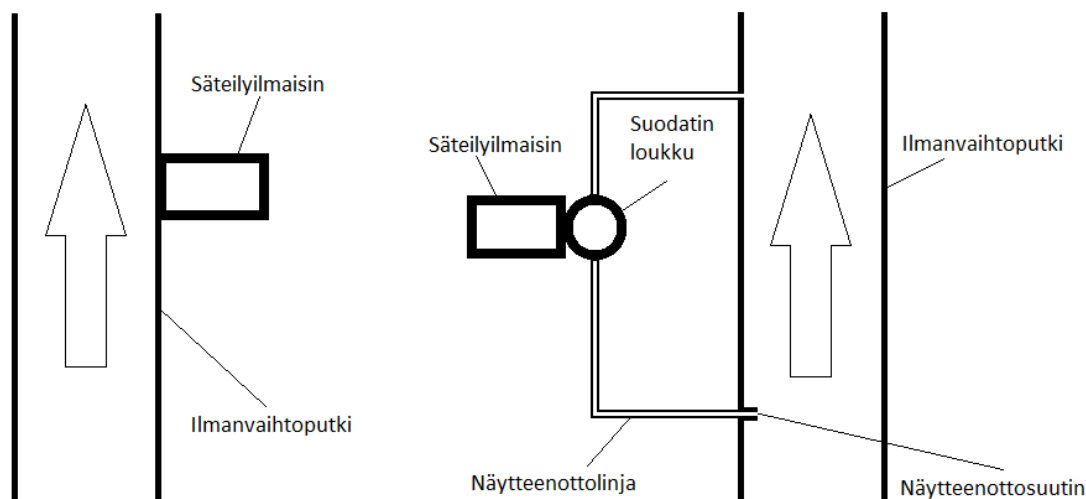 Säteilyilmaisin
Ilmanvaihtoputki
Säteilyilmaisin
Suodatin
loukku
Ilmanvaihtoputki
Näytteenottolinja
Näytteenottosuutin